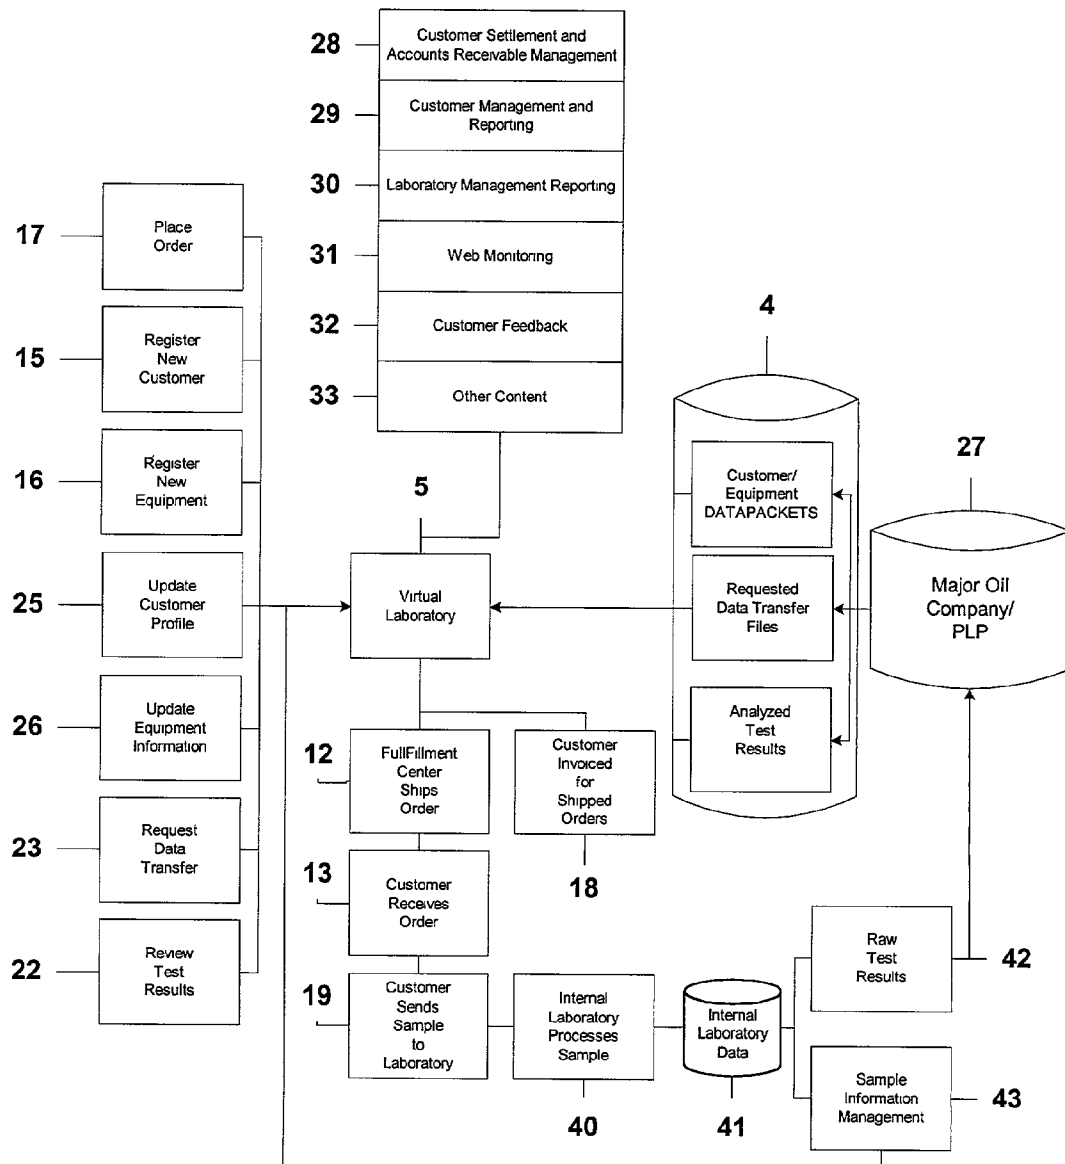 28
Customer Settlement and
Accounts Receivable Management
29
Customer Management and
Reporting
30
Laboratory Management Reporting
31
Web Monitoring
32
Customer Feedback
33
Other Content
17
Place
Order
15
Register
New
Customer
16
Register
New
Equipment
25
Update
Customer
Profile
26
Update
Equipment
Information
23
Request
Data
Transfer
22
Review
Test
Results
5
Virtual
Laboratory
4
Customer/
Equipment
DATAPACKETS
Requested
Data Transfer
Files
Analyzed
Test
Results
27
Major Oil
Company/
PLP
12
FullFillment
Center
Ships
Order
Customer
Invoiced
for
Shipped
Orders
18
13
Customer
Receives
Order
19
Customer
Sends
Sample
to
Laboratory
Internal
Laboratory
Processes
Sample
40
Internal
Laboratory
Data
41
Raw
Test
Results
42
Sample
Information
Management
43